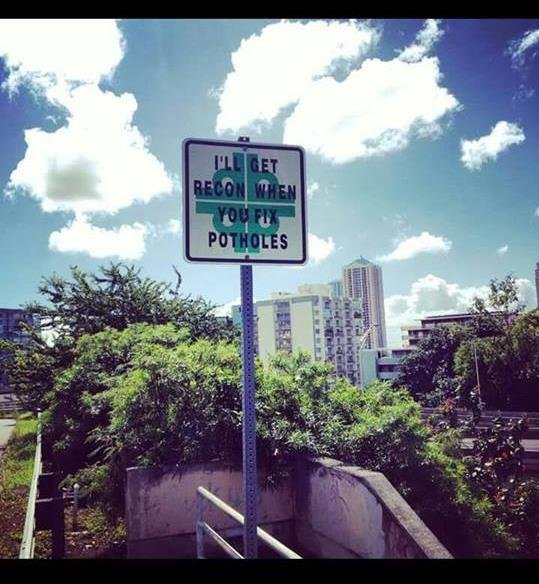 I'LL GET
RECON WHEN
YOU FIX
POTHOLES